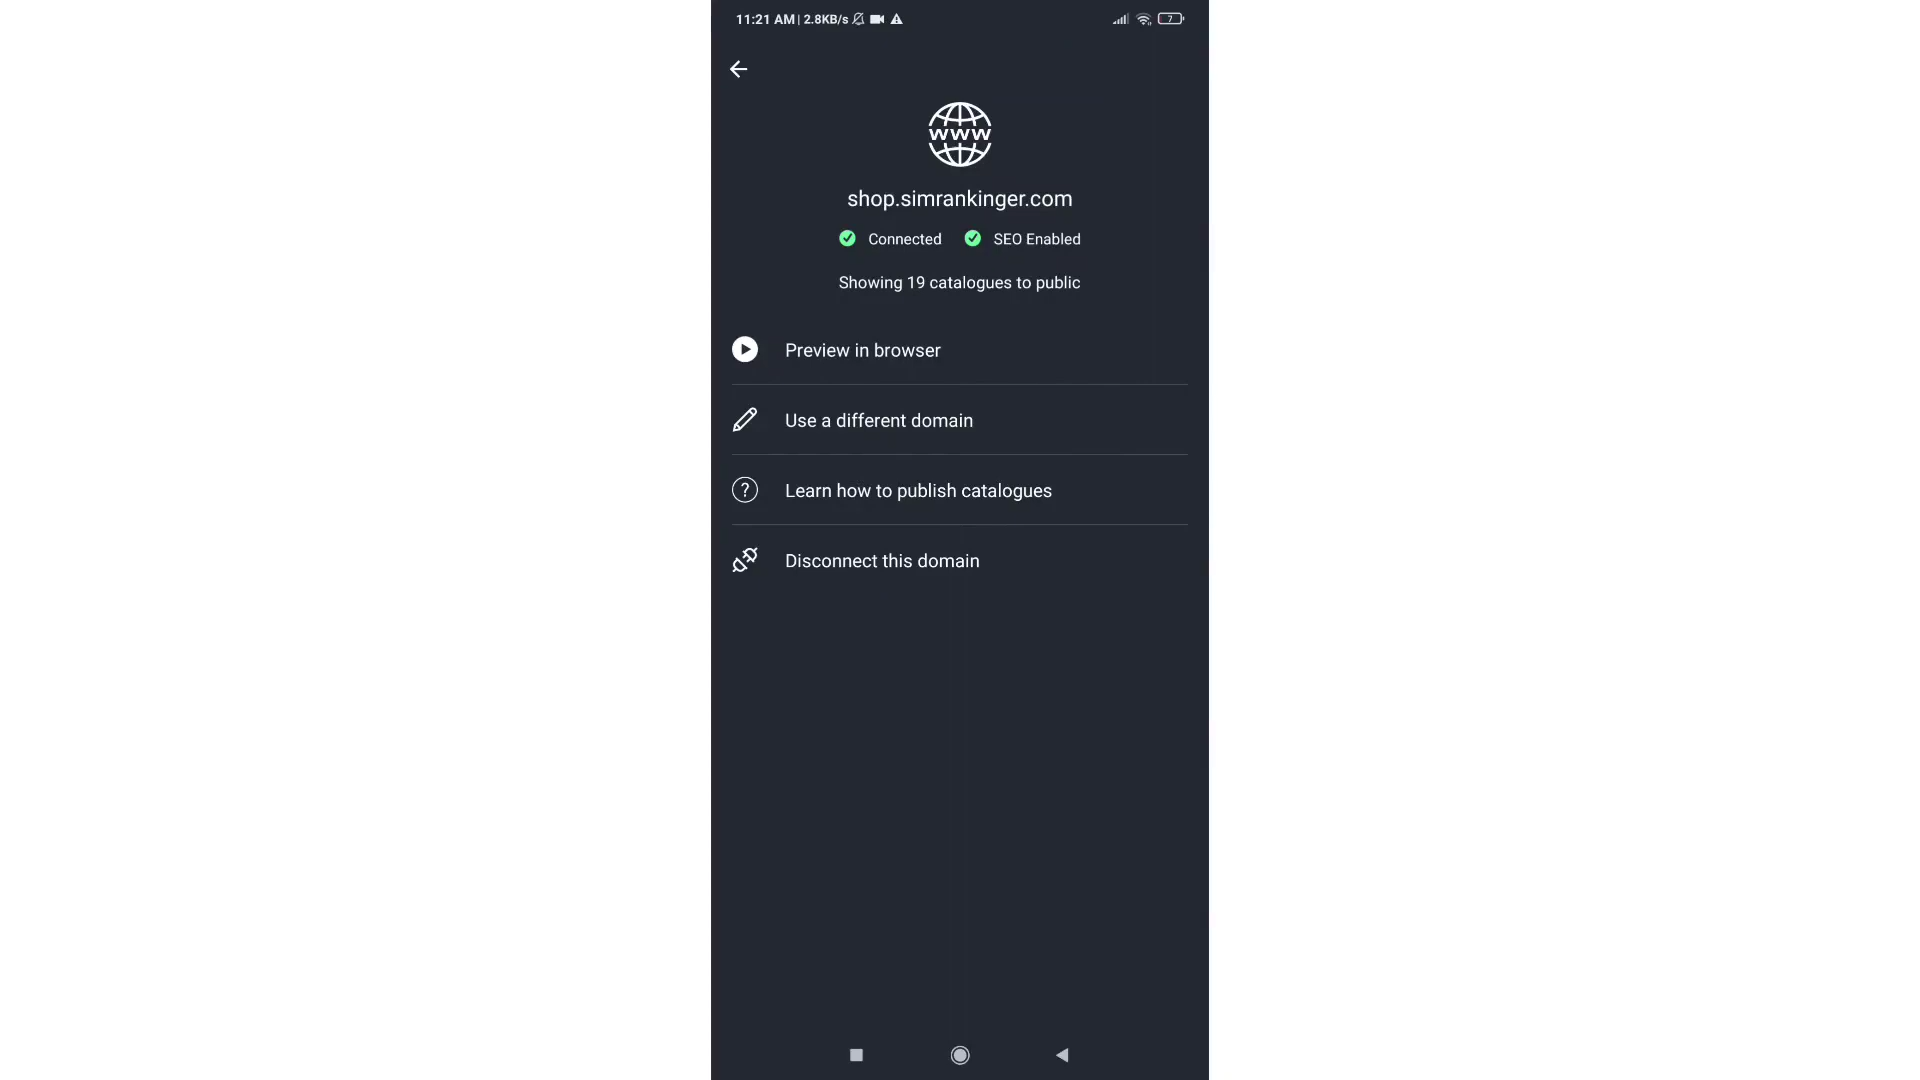 11:21 AM | 2.8KB/s
7
www
shop.simrankinger.com
Connected SEO Enabled
Showing 19 catalogues to public
Preview in browser
Use a different domain
? Learn how to publish catalogues
Disconnect this domain